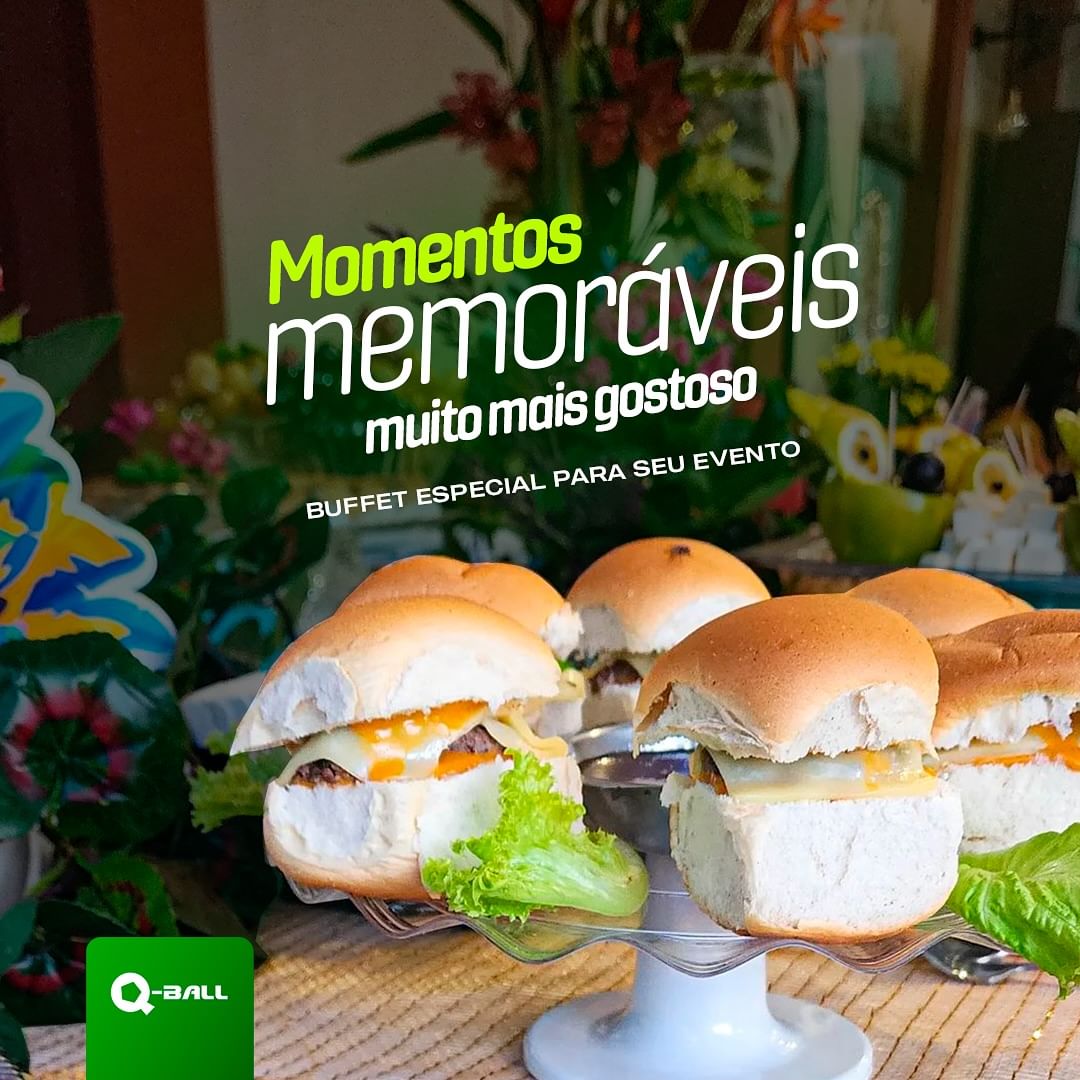 Momentos
memoráveis
muito mais gostoso
BUFFET ESPECIAL PARA SEU EVENTO
Q-BALL